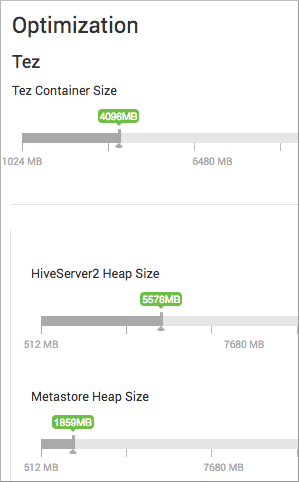 Optimization
Tez
Tez Container Size
4096MB
1024 MB 6480 MB
HiveServer2 Heap Size
5578MB
512 MB 7680 MB
Metastore Heap Size
1859MB
512 MB 7680 MB